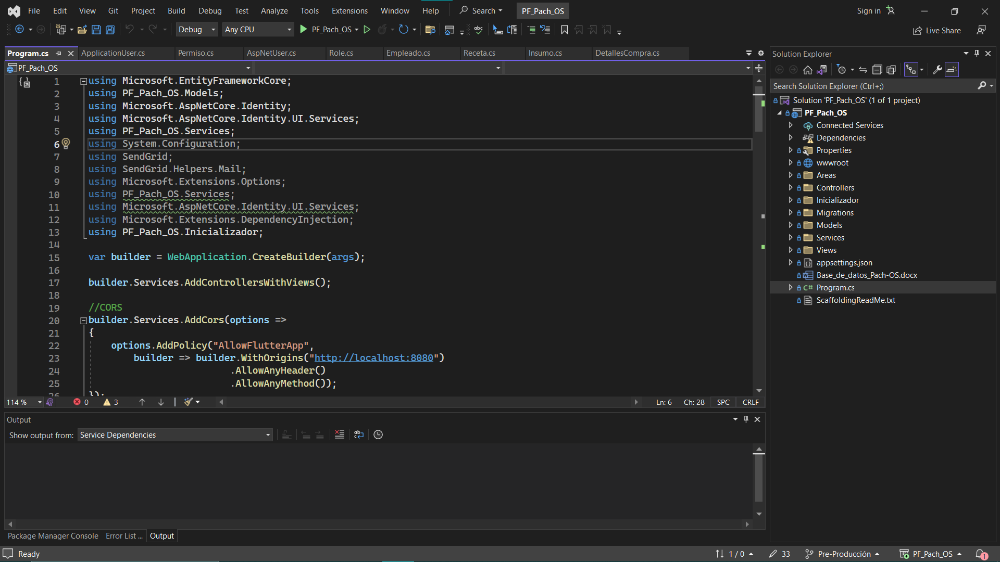 File Edit View Git Project Build Debug Test Analyze Tools Extensions Window Help Search PF_Pach_OS Sign in
Debug Any CPU PF_Pach_OS Live Share
Program.cs ApplicationUser.cs Permiso.cs AspNetUser.cs Role.cs Empleado.cs Receta.cs Insumo.cs DetallesCompra.cs
PF_Pach_OS
1 using Microsoft.EntityFrameworkCore;
2 using PF_Pach_OS.Models;
3 using Microsoft.AspNetCore.Identity;
4 using Microsoft.AspNetCore.Identity.UI.Services;
5 using PF_Pach_OS.Services;
6 using System.Configuration;
7 using SendGrid;
8 using SendGrid.Helpers.Mail;
9 using Microsoft.Extensions.Options;
10 using PF_Pach_OS.Services;
11 using Microsoft.AspNetCore.Identity.UI.Services;
12 using Microsoft.Extensions.DependencyInjection;
13 using PF_Pach_OS.Inicializador;
14
15 var builder = WebApplication.CreateBuilder(args);
16
17 builder.Services.AddControllersWithViews();
18
19 //CORS
20 builder.Services.AddCors(options =>
21 {
22 options.AddPolicy("AllowFlutterApp",
23 builder => builder.WithOrigins("http://localhost:8080")
24 .AllowAnyHeader()
25 .AllowAnyMethod());
26 });
114 % 0 3 Ln: 6 Ch: 28 SPC CRLF
Output
Show output from: Service Dependencies
Package Manager Console Error List ... Output
Solution Explorer
Search Solution Explorer (Ctrl+;)
Solution 'PF_Pach_OS' (1 of 1 project)
PF_Pach_OS
Connected Services
Dependencies
Properties
wwwroot
Areas
Controllers
Inicializador
Migrations
Models
Services
Views
appsettings.json
Base_de_datos_Pach-OS.docx
C# Program.cs
ScaffoldingReadMe.txt
Ready 1 / 0 33 Pre-Producción PF_Pach_OS 1